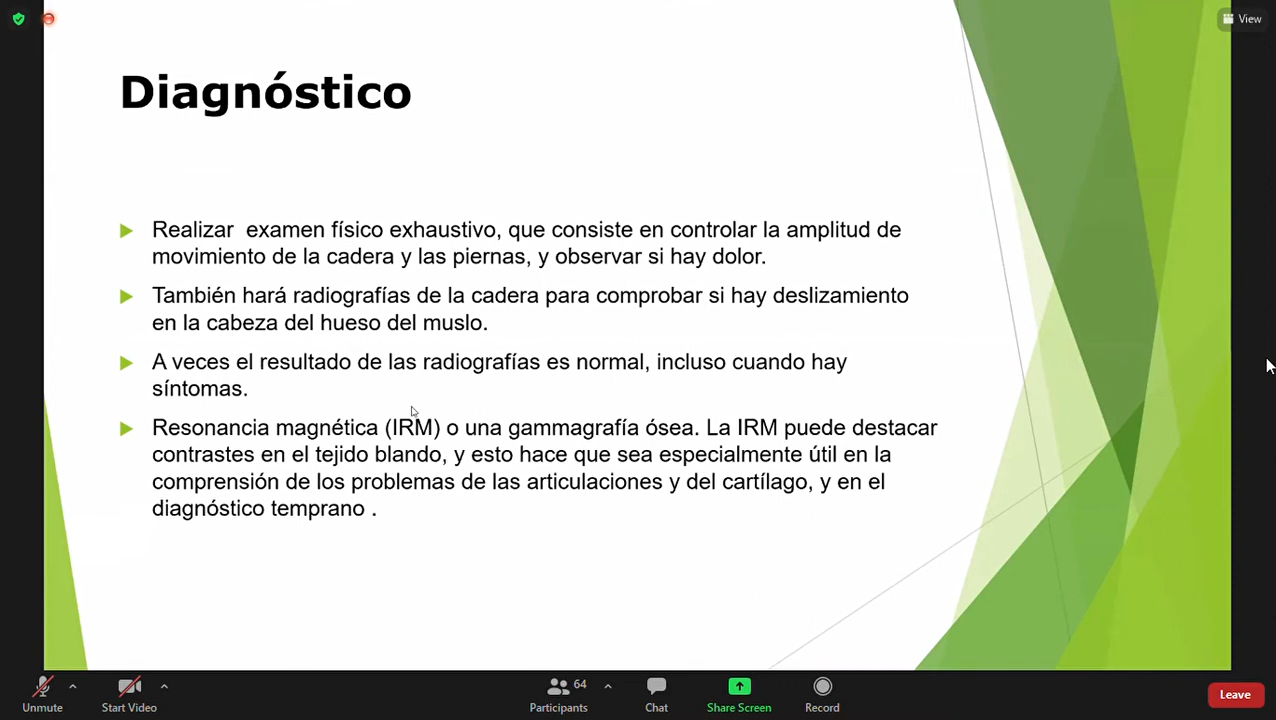 View
Diagnóstico
Realizar  examen físico exhaustivo, que consiste en controlar la amplitud de
movimiento de la cadera y las piernas, y observar si hay dolor.
También hará radiografías de la cadera para comprobar si hay deslizamiento
en la cabeza del hueso del muslo.
A veces el resultado de las radiografías es normal, incluso cuando hay
síntomas.
Resonancia magnética (IRM) o una gammagrafía ósea. La IRM puede destacar
contrastes en el tejido blando, y esto hace que sea especialmente útil en la
comprensión de los problemas de las articulaciones y del cartílago, y en el
diagnóstico temprano .
64
Unmute Start Video Participants Chat Share Screen Record Leave